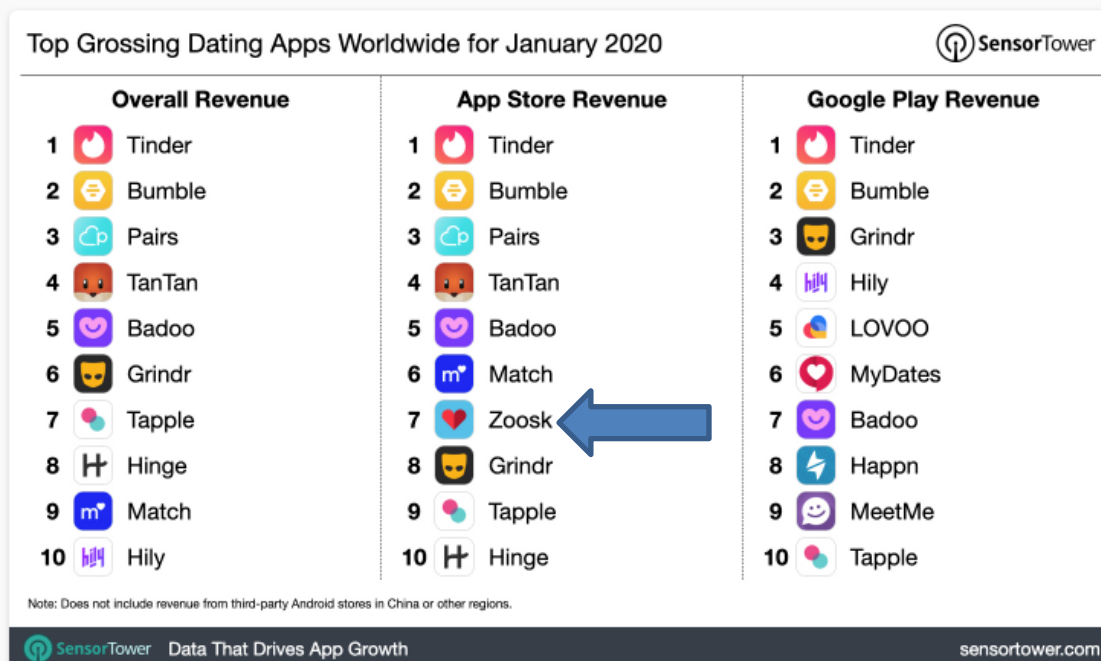 Top Grossing Dating Apps Worldwide for January 2020
SensorTower
Overall Revenue
1 Tinder
2 Bumble
3 Pairs
4 TanTan
5 Badoo
6 Grindr
7 Tapple
8 Hinge
9 m Match
10 hily Hily
App Store Revenue
1 Tinder
2 Bumble
3 Pairs
4 TanTan
5 Badoo
6 m Match
7 Zoosk
8 Grindr
9 Tapple
10 Hinge
Google Play Revenue
1 Tinder
2 Bumble
3 Grindr
4 hily Hily
5 LOVOO
6 MyDates
7 Badoo
8 Happn
9 MeetMe
10 Tapple
Note: Does not include revenue from third-party Android stores in China or other regions.
SensorTower Data That Drives App Growth sensortower.com